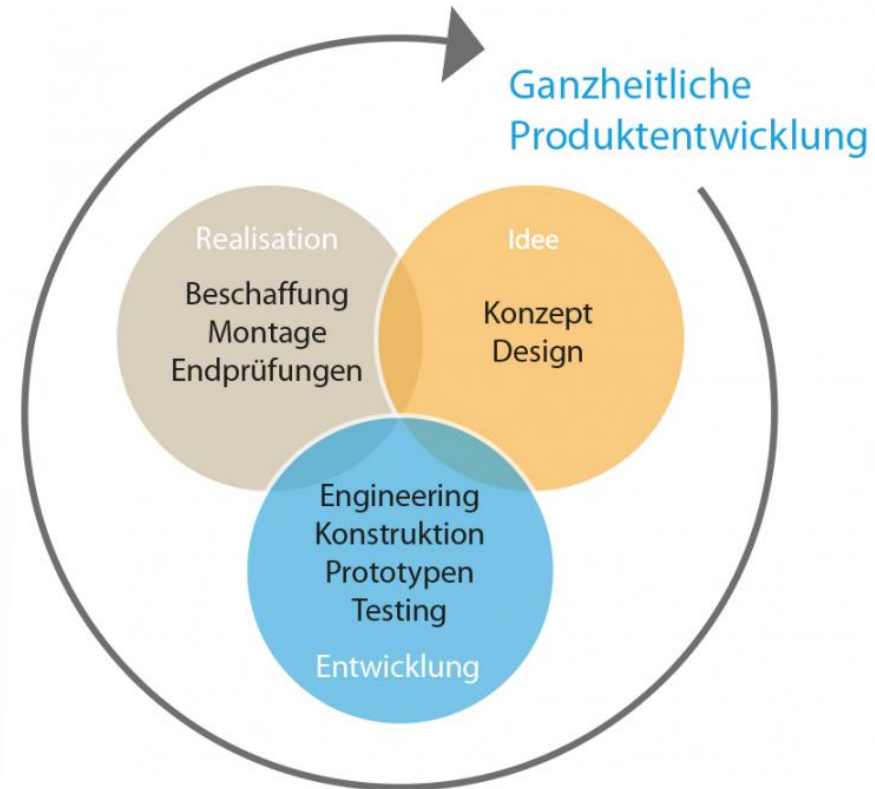 Ganzheitliche
Produktentwicklung
Realisation
Beschaffung
Montage
Endprüfungen
Idee
Konzept
Design
Engineering
Konstruktion
Prototypen
Testing
Entwicklung